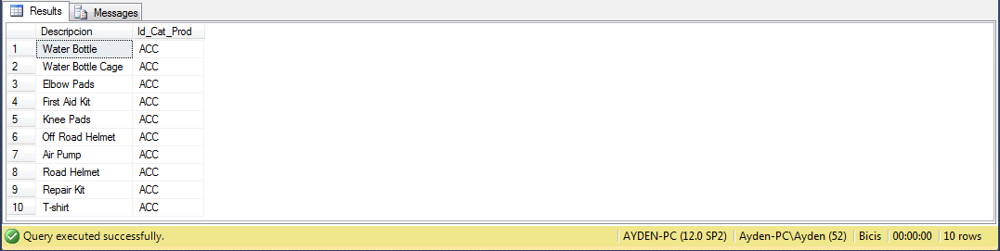 Results Messages
Descripcion Id_Cat_Prod
1 Water Bottle ACC
2 Water Bottle Cage ACC
3 Elbow Pads ACC
4 First Aid Kit ACC
5 Knee Pads ACC
6 Off Road Helmet ACC
7 Air Pump ACC
8 Road Helmet ACC
9 Repair Kit ACC
10 T-shirt ACC
Query executed successfully. AYDEN-PC (12.0 SP2) Ayden-PC\Ayden (52) Bicis 00:00:00 10 rows